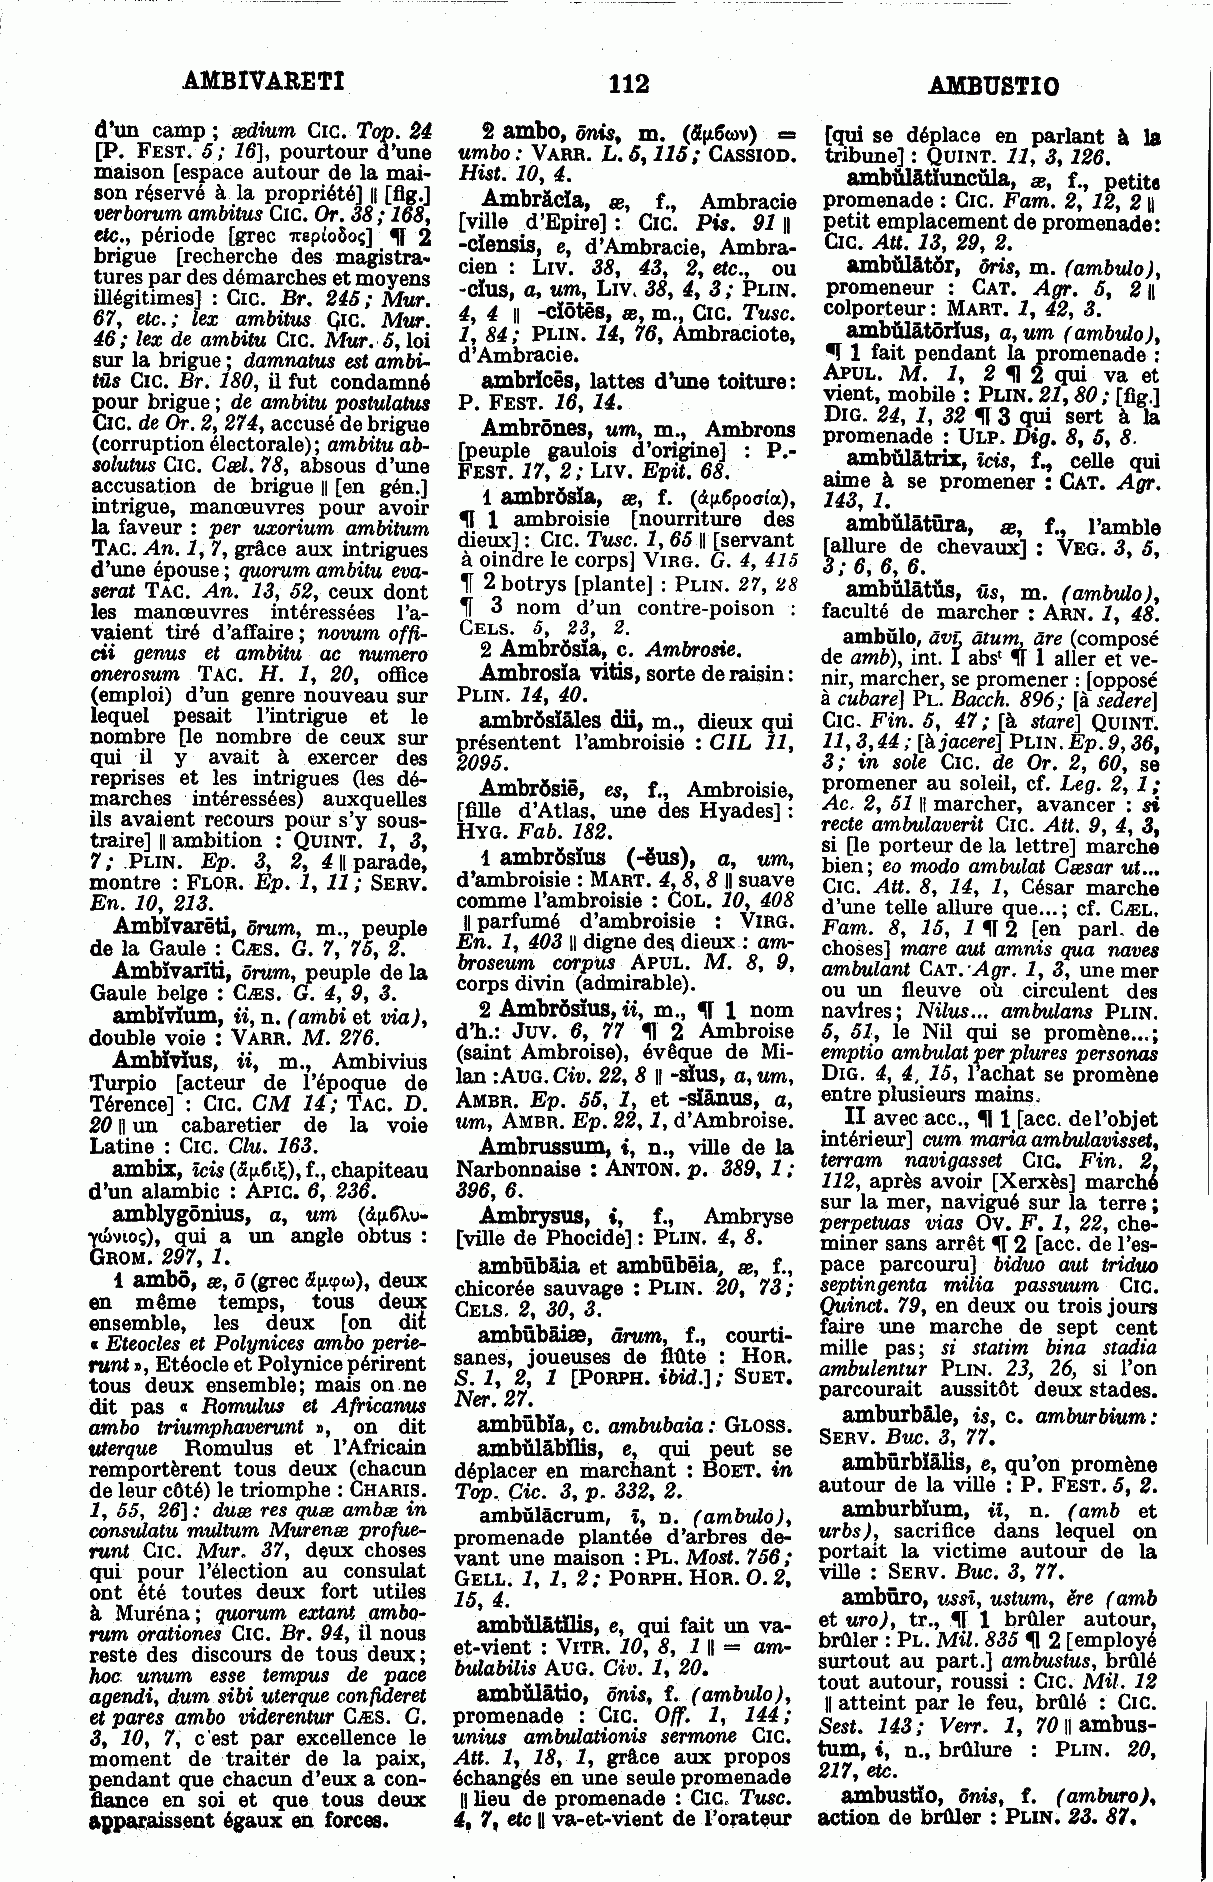 AMBIVARETI
112
AMBUSTIO
d'un camp ; ædium CIC. Top. 24
[P. FEST. 5 ; 16], pourtour d'une
maison [espace autour de la mai-
son réservé à la propriété] || [fig.]
verborum ambitus CIC. Or. 38 ; 168,
etc., période [grec περίοδος] ¶ 2
brigue [recherche des magistra-
tures par des démarches et moyens
illégitimes] : CIC. Br. 245 ; Mur.
67, etc. ; lex ambitus CIC. Mur.
46 ; lex de ambitu CIC. Mur. 5, loi
sur la brigue ; damnatus est ambi-
tūs CIC. Br. 180, il fut condamné
pour brigue ; de ambitu postulatus
CIC. de Or. 2, 274, accusé de brigue
(corruption électorale) ; ambitu ab-
solutus CIC. Cæl. 78, absous d'une
accusation de brigue || [en gén.]
intrigue, manœuvres pour avoir
la faveur : per uxorium ambitum
TAC. An. 1, 7, grâce aux intrigues
d'une épouse ; quorum ambitu eva-
serat TAC. An. 13, 52, ceux dont
les manœuvres intéressées l'a-
vaient tiré d'affaire ; novum offi-
cii genus et ambitu ac numero
onerosum TAC. H. 1, 20, office
(emploi) d'un genre nouveau sur
lequel pesait l'intrigue et le
nombre [le nombre de ceux sur
qui il y avait à exercer des
reprises et les intrigues (les dé-
marches intéressées) auxquelles
ils avaient recours pour s'y sous-
traire] || ambition : QUINT. 1, 3,
7 ; PLIN. Ep. 3, 2, 4 || parade,
montre : FLOR. Ep. 1, 11 ; SERV.
En. 10, 213.
Ambĭvarēti, ōrum, m., peuple
de la Gaule : CÆS. G. 7, 75, 2.
Ambĭvarĭti, ōrum, peuple de la
Gaule belge : CÆS. G. 4, 9, 3.
ambĭvĭum, ii, n. (ambi et via),
double voie : VARR. M. 276.
Ambĭvĭus, ii, m., Ambivius
Turpio [acteur de l'époque de
Térence] : CIC. CM 14 ; TAC. D.
20 || un cabaretier de la voie
Latine : CIC. Clu. 163.
ambix, ĭcis (ἄμβιξ), f., chapiteau
d'un alambic : APIC. 6, 236.
amblygōnius, a, um (ἀμβλυ-
γώνιος), qui a un angle obtus :
GROM. 297, 1.
1 ambō, æ, ō (grec ἄμφω), deux
en même temps, tous deux
ensemble, les deux [on dit
« Eteocles et Polynices ambo perie-
runt », Etéocle et Polynice périrent
tous deux ensemble ; mais on ne
dit pas « Romulus et Africanus
ambo triumphaverunt », on dit
uterque Romulus et l'Africain
remportèrent tous deux (chacun
de leur côté) le triomphe : CHARIS.
1, 55, 26] : duæ res quæ ambæ in
consulatu multum Murenæ profue-
runt CIC. Mur. 37, deux choses
qui pour l'élection au consulat
ont été toutes deux fort utiles
à Muréna ; quorum extant ambo-
rum orationes CIC. Br. 94, il nous
reste des discours de tous deux ;
hoc unum esse tempus de pace
agendi, dum sibi uterque confideret
et pares ambo viderentur CÆS. C.
3, 10, 7, c'est par excellence le
moment de traiter de la paix,
pendant que chacun d'eux a con-
fiance en soi et que tous deux
apparaissent égaux en forces.
2 ambo, ōnis, m. (ἄμβων) =
umbo : VARR. L. 5, 115 ; CASSIOD.
Hist. 10, 4.
Ambrăcĭa, æ, f., Ambracie
[ville d'Epire] : CIC. Pis. 91 ||
-cĭensis, e, d'Ambracie, Ambra-
cien : LIV. 38, 43, 2, etc., ou
-cĭus, a, um, LIV. 38, 4, 3 ; PLIN.
4, 4 || -cĭōtēs, æ, m., CIC. Tusc.
1, 84 ; PLIN. 14, 76, Ambraciote,
d'Ambracie.
ambrĭcēs, lattes d'une toiture :
P. FEST. 16, 14.
Ambrōnes, um, m., Ambrons
[peuple gaulois d'origine] : P.-
FEST. 17, 2 ; LIV. Epit. 68.
1 ambrŏsĭa, æ, f. (ἀμβροσία),
¶ 1 ambroisie [nourriture des
dieux] : CIC. Tusc. 1, 65 || [servant
à oindre le corps] VIRG. G. 4, 415
¶ 2 botrys [plante] : PLIN. 27, 28
¶ 3 nom d'un contre-poison :
CELS. 5, 23, 2.
2 Ambrŏsĭa, c. Ambrosie.
Ambrosĭa vitis, sorte de raisin :
PLIN. 14, 40.
ambrŏsĭāles dii, m., dieux qui
présentent l'ambroisie : CIL 11,
2095.
Ambrŏsĭē, es, f., Ambroisie,
[fille d'Atlas, une des Hyades] :
HYG. Fab. 182.
1 ambrŏsĭus (-ĕus), a, um,
d'ambroisie : MART. 4, 8, 8 || suave
comme l'ambroisie : COL. 10, 408
|| parfumé d'ambroisie : VIRG.
En. 1, 403 || digne des dieux : am-
broseum corpus APUL. M. 8, 9,
corps divin (admirable).
2 Ambrŏsĭus, ii, m., ¶ 1 nom
d'h. : JUV. 6, 77 ¶ 2 Ambroise
(saint Ambroise), évêque de Mi-
lan : AUG. Civ. 22, 8 || -sĭus, a, um,
AMBR. Ep. 55, 1, et -sĭānus, a,
um, AMBR. Ep. 22, 1, d'Ambroise.
Ambrussum, i, n., ville de la
Narbonnaise : ANTON. p. 389, 1 ;
396, 6.
Ambrysus, i, f., Ambryse
[ville de Phocide] : PLIN. 4, 8.
ambūbāia et ambūbēia, æ, f.,
chicorée sauvage : PLIN. 20, 73 ;
CELS. 2, 30, 3.
ambūbāiæ, ārum, f., courti-
sanes, joueuses de flûte : HOR.
S. 1, 2, 1 [PORPH. ibid.] ; SUET.
Ner. 27.
ambūbĭa, c. ambubaia : GLOSS.
ambŭlābĭlis, e, qui peut se
déplacer en marchant : BOET. in
Top. Cic. 3, p. 332, 2.
ambŭlācrum, ī, n. (ambulo),
promenade plantée d'arbres de-
vant une maison : PL. Most. 756 ;
GELL. 1, 1, 2 ; PORPH. HOR. O. 2,
15, 4.
ambŭlātĭlis, e, qui fait un va-
et-vient : VITR. 10, 8, 1 || = am-
bulabilis AUG. Civ. 1, 20.
ambŭlātio, ōnis, f. (ambulo),
promenade : CIC. Off. 1, 144 ;
unius ambulationis sermone CIC.
Att. 1, 18, 1, grâce aux propos
échangés en une seule promenade
|| lieu de promenade : CIC. Tusc.
4, 7, etc || va-et-vient de l'orateur
[qui se déplace en parlant à la
tribune] : QUINT. 11, 3, 126.
ambŭlātĭuncŭla, æ, f., petite
promenade : CIC. Fam. 2, 12, 2 ||
petit emplacement de promenade :
CIC. Att. 13, 29, 2.
ambŭlātŏr, ōris, m. (ambulo),
promeneur : CAT. Agr. 5, 2 ||
colporteur : MART. 1, 42, 3.
ambŭlātōrĭus, a, um (ambulo),
¶ 1 fait pendant la promenade :
APUL. M. 1, 2 ¶ 2 qui va et
vient, mobile : PLIN. 21, 80 ; [fig.]
DIG. 24, 1, 32 ¶ 3 qui sert à la
promenade : ULP. Dig. 8, 5, 8.
ambŭlātrix, īcis, f., celle qui
aime à se promener : CAT. Agr.
143, 1.
ambŭlātūra, æ, f., l'amble
[allure de chevaux] : VEG. 3, 5,
3 ; 6, 6, 6.
ambŭlātŭs, ūs, m. (ambulo),
faculté de marcher : ARN. 1, 48.
ambŭlo, āvī, ātum, āre (composé
de amb), int. I absᵗ ¶ 1 aller et ve-
nir, marcher, se promener : [opposé
à cubare] PL. Bacch. 896 ; [à sedere]
CIC. Fin. 5, 47 ; [à stare] QUINT.
11, 3, 44 ; [à jacere] PLIN. Ep. 9, 36,
3 ; in sole CIC. de Or. 2, 60, se
promener au soleil, cf. Leg. 2, 1 ;
Ac. 2, 51 || marcher, avancer : si
recte ambulaverit CIC. Att. 9, 4, 3,
si [le porteur de la lettre] marche
bien ; eo modo ambulat Cæsar ut...
CIC. Att. 8, 14, 1, César marche
d'une telle allure que... ; cf. CÆL.
Fam. 8, 15, 1 ¶ 2 [en parl. de
choses] mare aut amnis qua naves
ambulant CAT. Agr. 1, 3, une mer
ou un fleuve où circulent des
navires ; Nilus... ambulans PLIN.
5, 51, le Nil qui se promène... ;
emptio ambulat per plures personas
DIG. 4, 4, 15, l'achat se promène
entre plusieurs mains.
II avec acc., ¶ 1 [acc. de l'objet
intérieur] cum maria ambulavisset,
terram navigasset CIC. Fin. 2,
112, après avoir [Xerxès] marché
sur la mer, navigué sur la terre ;
perpetuas vias OV. F. 1, 22, che-
miner sans arrêt ¶ 2 [acc. de l'es-
pace parcouru] biduo aut triduo
septingenta milia passuum CIC.
Quinct. 79, en deux ou trois jours
faire une marche de sept cent
mille pas ; si statim bina stadia
ambulentur PLIN. 23, 26, si l'on
parcourait aussitôt deux stades.
amburbāle, is, c. amburbium :
SERV. Buc. 3, 77.
ambūrbĭālis, e, qu'on promène
autour de la ville : P. FEST. 5, 2.
amburbĭum, ĭī, n. (amb et
urbs), sacrifice dans lequel on
portait la victime autour de la
ville : SERV. Buc. 3, 77.
ambūro, ussī, ustum, ĕre (amb
et uro), tr., ¶ 1 brûler autour,
brûler : PL. Mil. 835 ¶ 2 [employé
surtout au part.] ambustus, brûlé
tout autour, roussi : CIC. Mil. 12
|| atteint par le feu, brûlé : CIC.
Sest. 143 ; Verr. 1, 70 || ambus-
tum, i, n., brûlure : PLIN. 20,
217, etc.
ambustĭo, ōnis, f. (amburo),
action de brûler : PLIN. 23. 87.